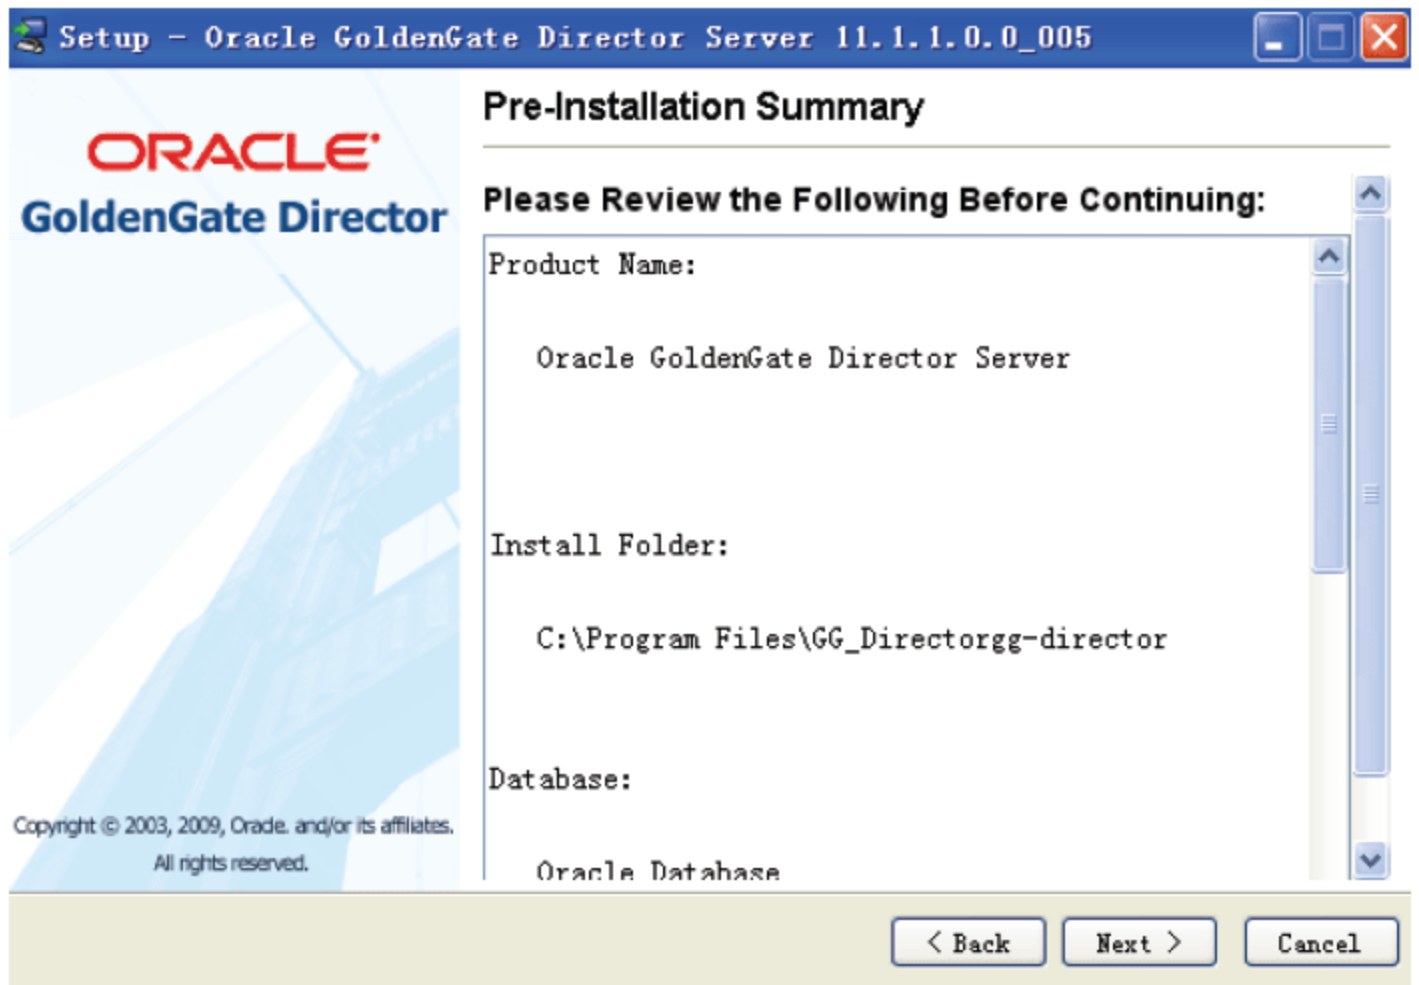 Setup - Oracle GoldenGate Director Server 11.1.1.0.0_005
ORACLE
GoldenGate Director
Pre-Installation Summary
Please Review the Following Before Continuing:
Product Name:
Oracle GoldenGate Director Server
Install Folder:
C:\Program Files\GG_Directorgg-director
Database:
Oracle Database
Copyright © 2003, 2009, Oracle. and/or its affiliates.
All rights reserved.
< Back
Next >
Cancel